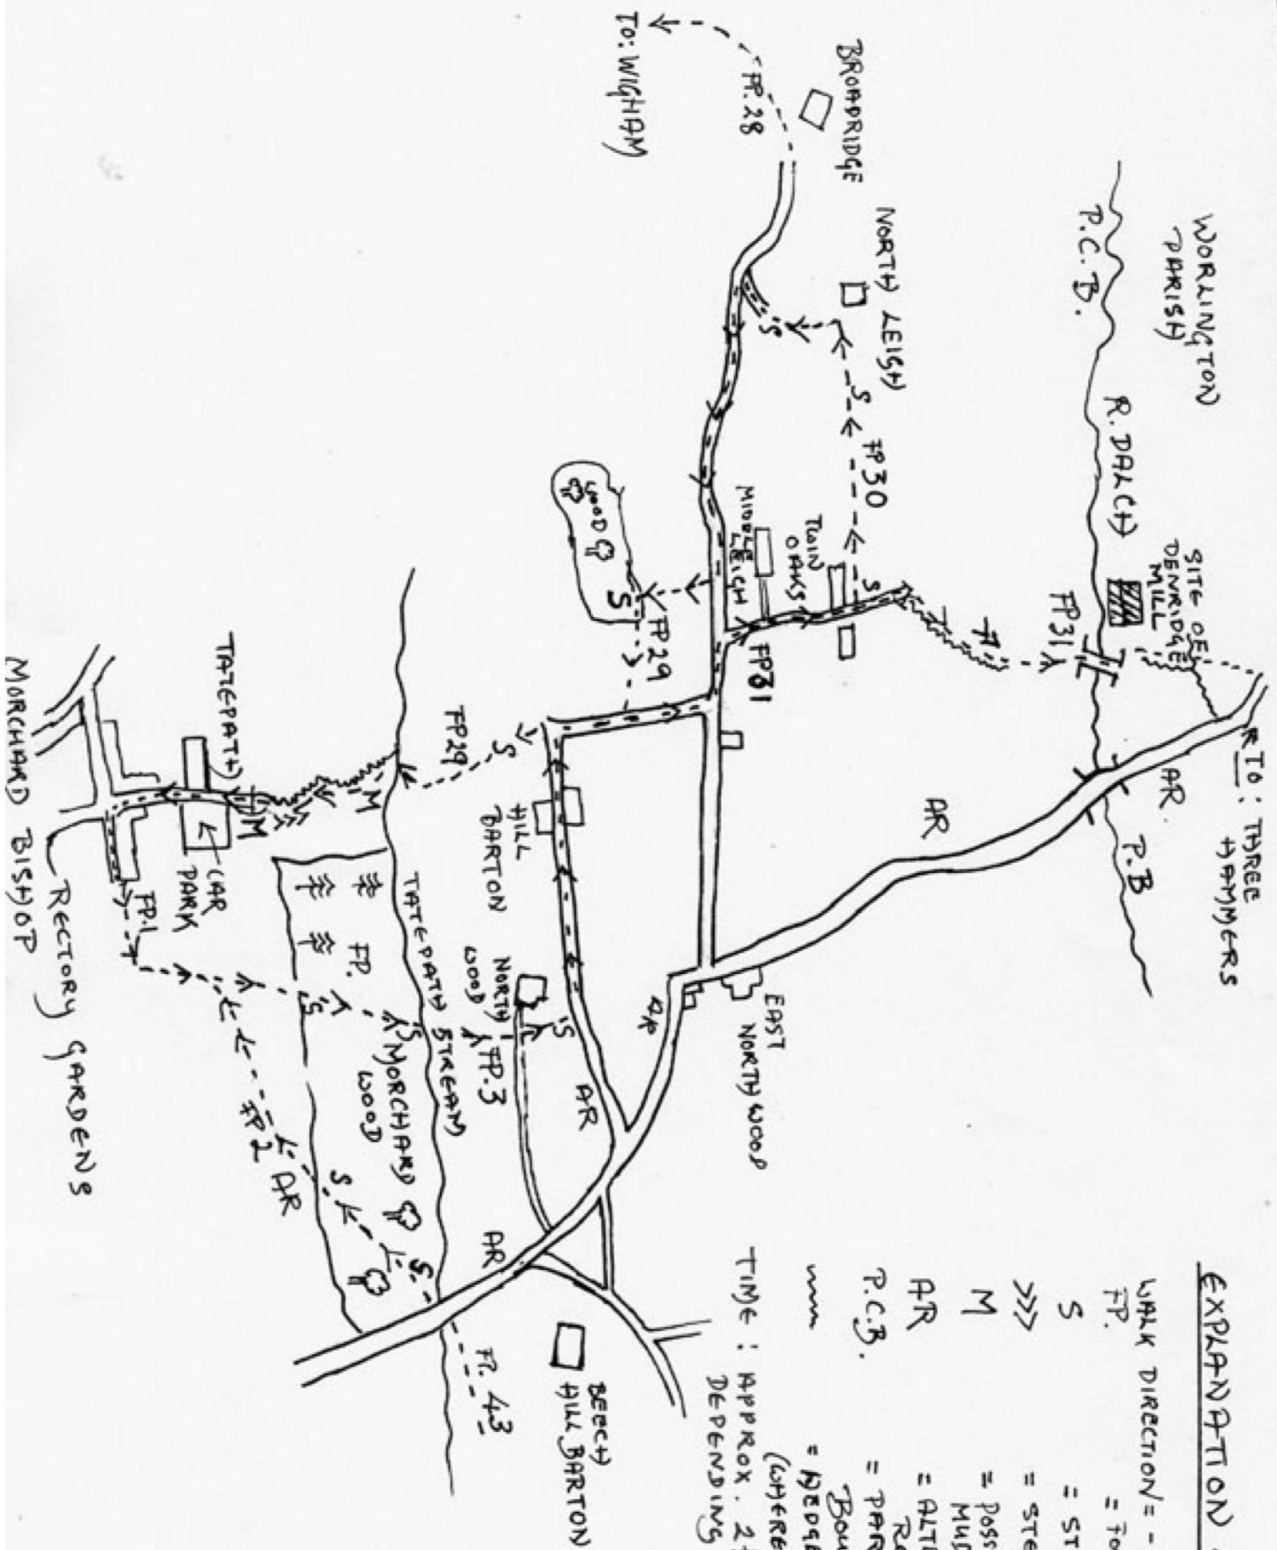 WORLINGTON
PARISH
P.C.B.
R. DALCH
SITE OF
DENRIDGE
MILL
TO: THREE
HAMMERS
AR
P.B
FP31
AR
BROADRIDGE
FP.28
TO: WIGHAM
NORTH LEIGH
S
S
FP30
TWIN
OAKS
S
MIDDLE
LEIGH
FP31
WOOD
S
FP29
EAST
NORTHWOOD
AR
AR
HILL
BARTON
NORTH
WOOD
S
FP.3
FP29
S
TATEPATH STREAM
M
M
TATEPATH
CAR
PARK
FP.
S
S
MORCHARD
WOOD
FP.1
FP2
AR
S
S
AR
FP. 43
BEECH
HILL BARTON
RECTORY GARDENS
MORCHARD BISHOP
EXPLANATION
WALK DIRECTION = -
FP. = FO
S = ST
>>> = STE
M = POSS
MUD
AR = ALTE
R
P.C.B. = PAR
BOU
= HEDGE
(WHERE
TIME : APPROX. 2
DEPENDING